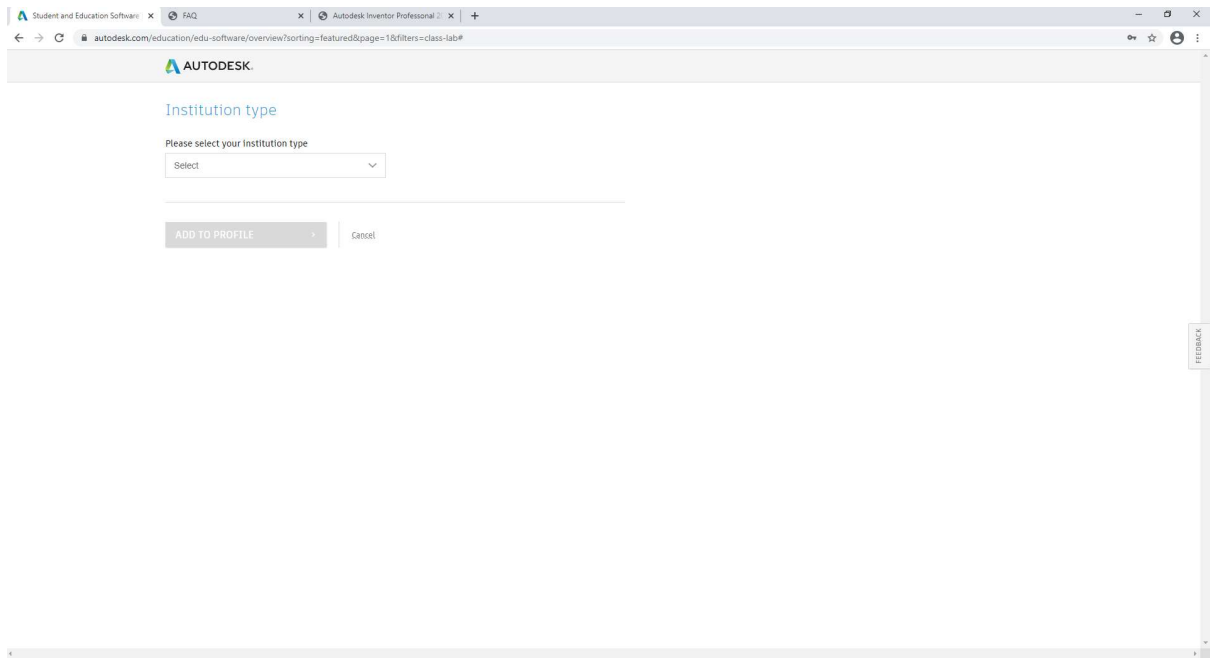 Student and Education Software
FAQ
Autodesk Inventor Professonal 2
autodesk.com/education/edu-software/overview?sorting=featured&page=1&filters=class-lab#
AUTODESK.
Institution type
Please select your institution type
Select
ADD TO PROFILE
Cancel
FEEDBACK